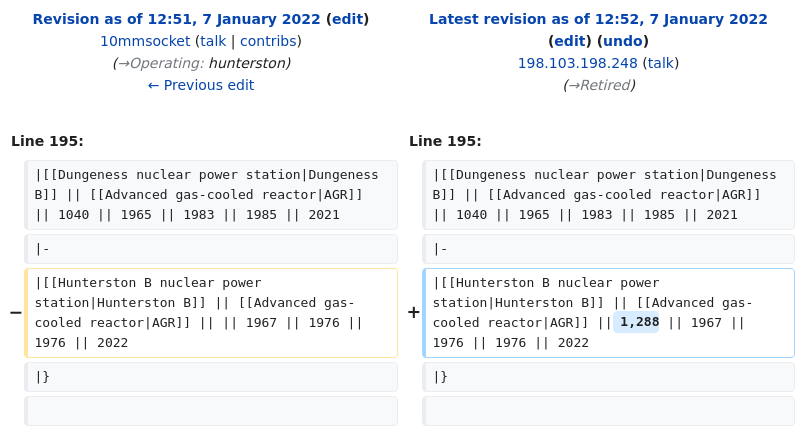 Revision as of 12:51, 7 January 2022 (edit)
10mmsocket (talk | contribs)
(→Operating: hunterston)
← Previous edit
Latest revision as of 12:52, 7 January 2022
(edit) (undo)
198.103.198.248 (talk)
(→Retired)
Line 195:
Line 195:
|[[Dungeness nuclear power station|Dungeness
B]] || [[Advanced gas-cooled reactor|AGR]]
|| 1040 || 1965 || 1983 || 1985 || 2021
|[[Dungeness nuclear power station|Dungeness
B]] || [[Advanced gas-cooled reactor|AGR]]
|| 1040 || 1965 || 1983 || 1985 || 2021
|-
|-
−
|[[Hunterston B nuclear power
station|Hunterston B]] || [[Advanced gas-
cooled reactor|AGR]] || || 1967 || 1976 ||
1976 || 2022
+
|[[Hunterston B nuclear power
station|Hunterston B]] || [[Advanced gas-
cooled reactor|AGR]] || 1,288 || 1967 ||
1976 || 1976 || 2022
|}
|}